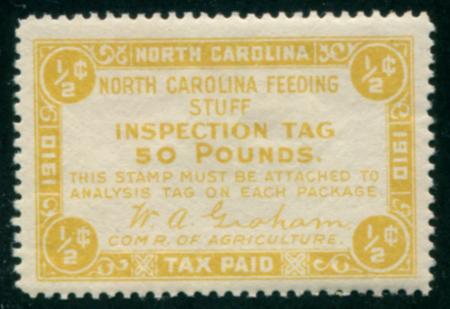 NORTH CAROLINA
½ ¢ ½ ¢
NORTH CAROLINA FEEDING
STUFF
INSPECTION TAG
50 POUNDS.
THIS STAMP MUST BE ATTACHED TO
ANALYSIS TAG ON EACH PACKAGE
W. A. Graham
COM R. OF AGRICULTURE.
1910 1910
½ ¢ ½ ¢
TAX PAID